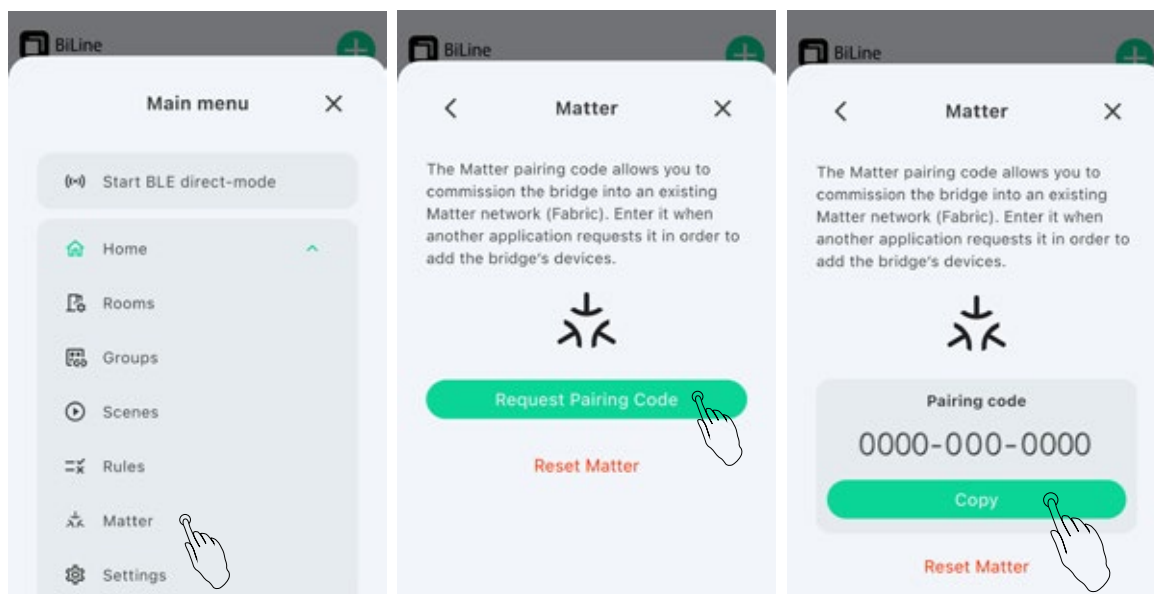 BiLine
Main menu
Start BLE direct-mode
Home
Rooms
Groups
Scenes
Rules
Matter
Settings
BiLine
Matter
The Matter pairing code allows you to
commission the bridge into an existing
Matter network (Fabric). Enter it when
another application requests it in order to
add the bridge's devices.
Request Pairing Code
Reset Matter
BiLine
Matter
The Matter pairing code allows you to
commission the bridge into an existing
Matter network (Fabric). Enter it when
another application requests it in order to
add the bridge's devices.
Pairing code
0000-000-0000
Copy
Reset Matter